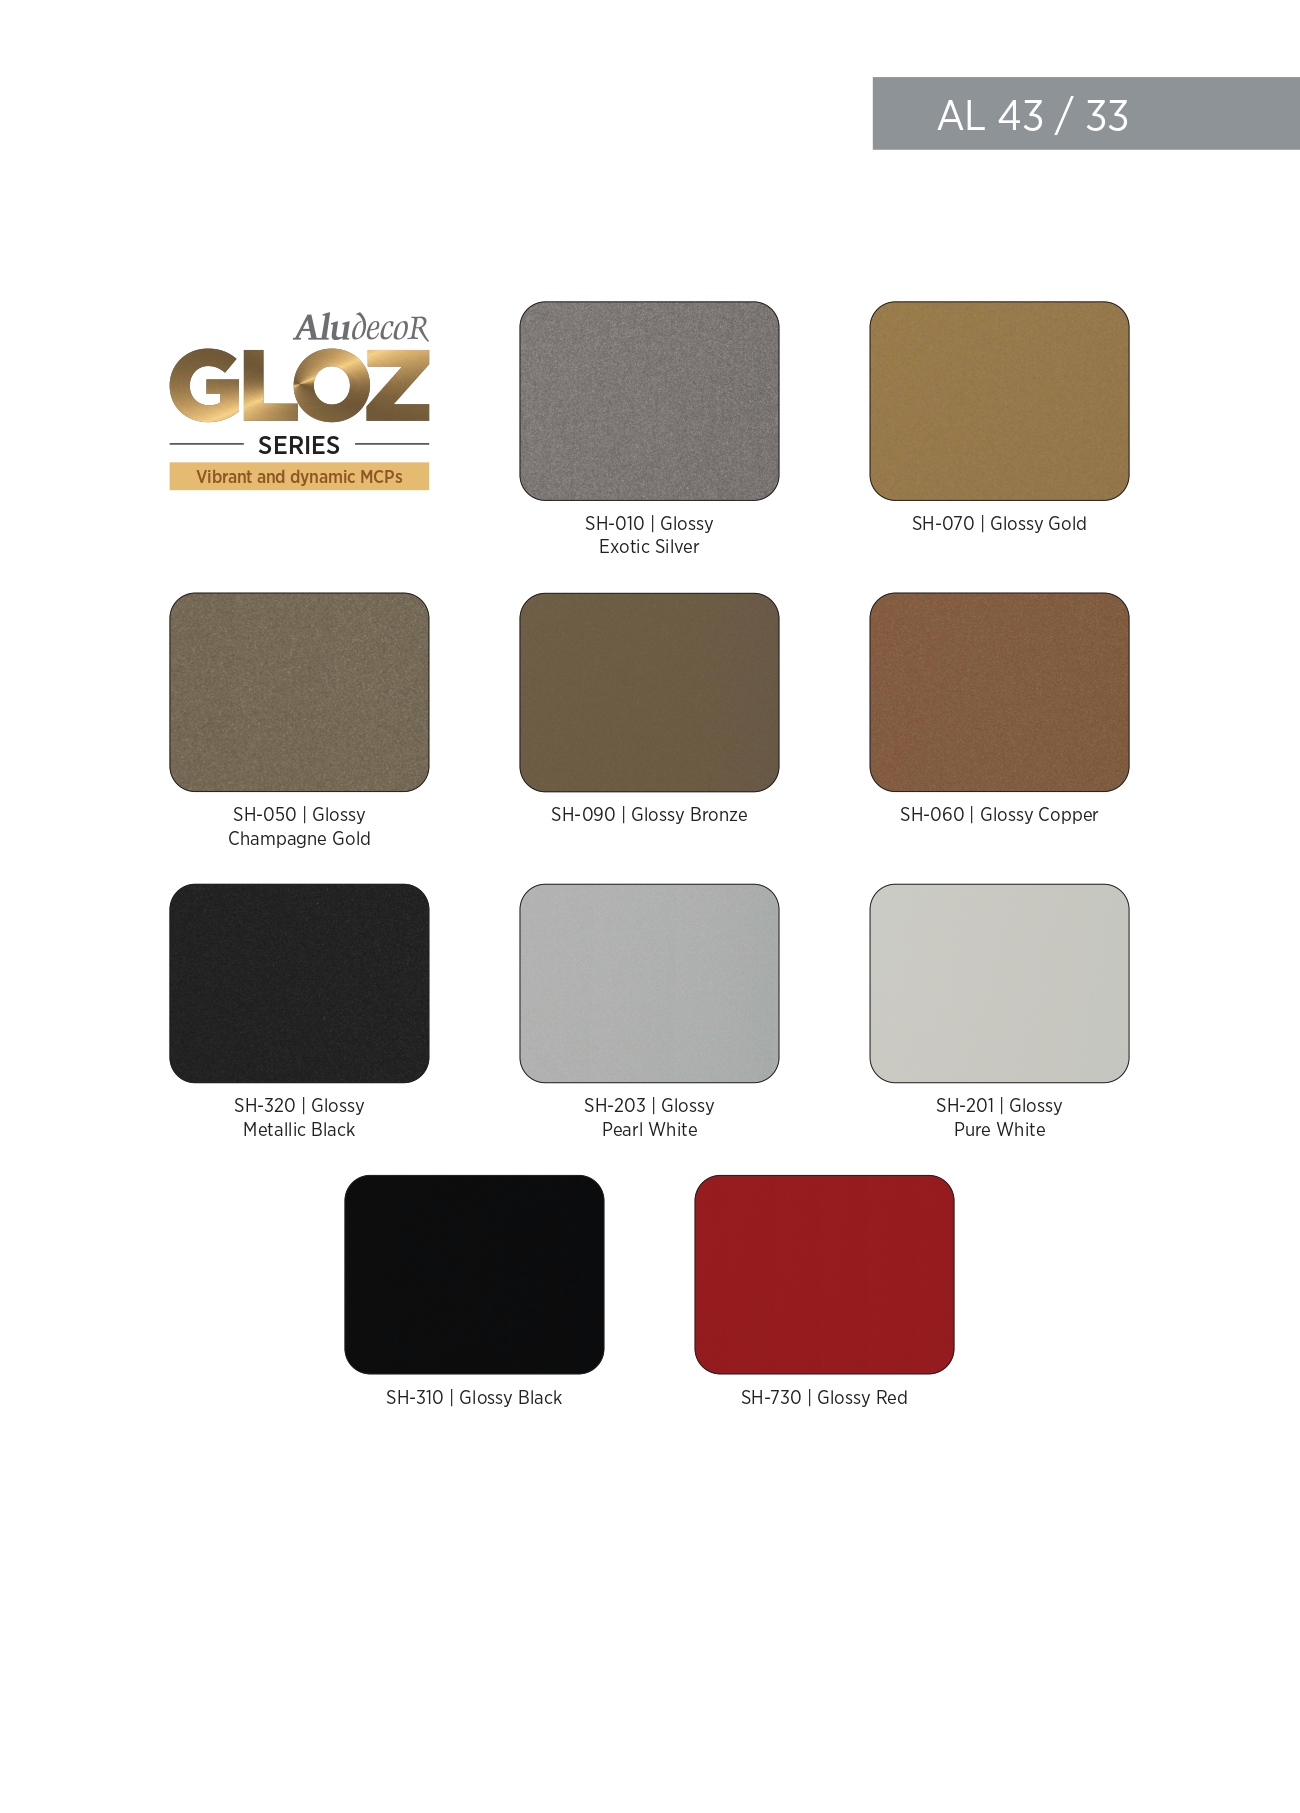 AL 43 / 33
AludecoR
GLOZ
SERIES
Vibrant and dynamic MCPs
SH-010 | Glossy
Exotic Silver
SH-070 | Glossy Gold
SH-050 | Glossy
Champagne Gold
SH-090 | Glossy Bronze
SH-060 | Glossy Copper
SH-320 | Glossy
Metallic Black
SH-203 | Glossy
Pearl White
SH-201 | Glossy
Pure White
SH-310 | Glossy Black
SH-730 | Glossy Red